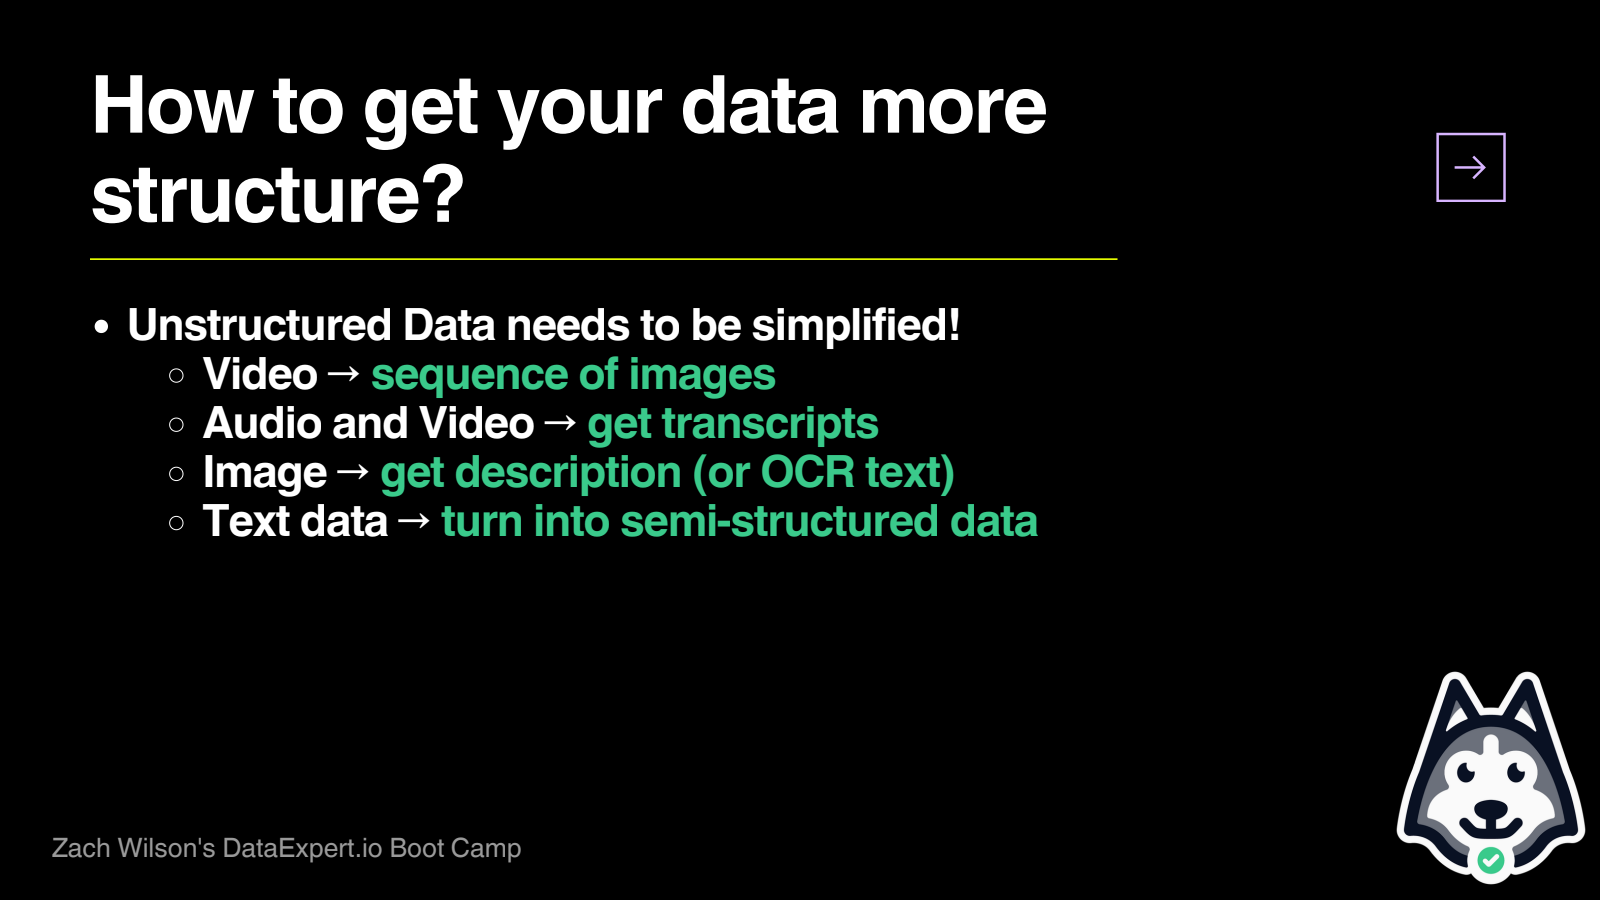 How to get your data more
structure?
• Unstructured Data needs to be simplified!
○ Video → sequence of images
○ Audio and Video → get transcripts
○ Image → get description (or OCR text)
○ Text data → turn into semi-structured data
Zach Wilson's DataExpert.io Boot Camp